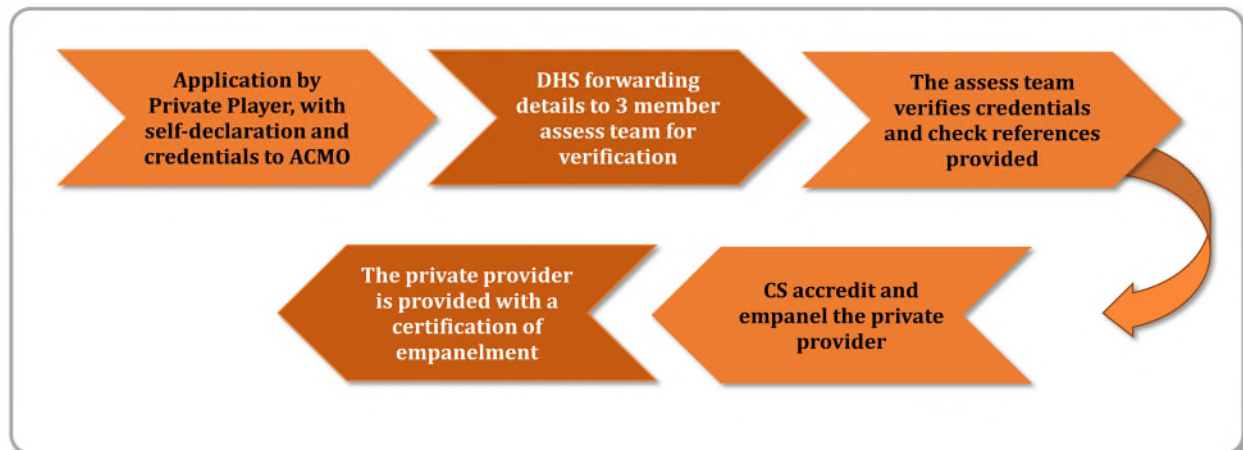 Application by
Private Player, with
self-declaration and
credentials to ACMO
DHS forwarding
details to 3 member
assess team for
verification
The assess team
verifies credentials
and check references
provided
CS accredit and
empanel the private
provider
The private provider
is provided with a
certification of
empanelment